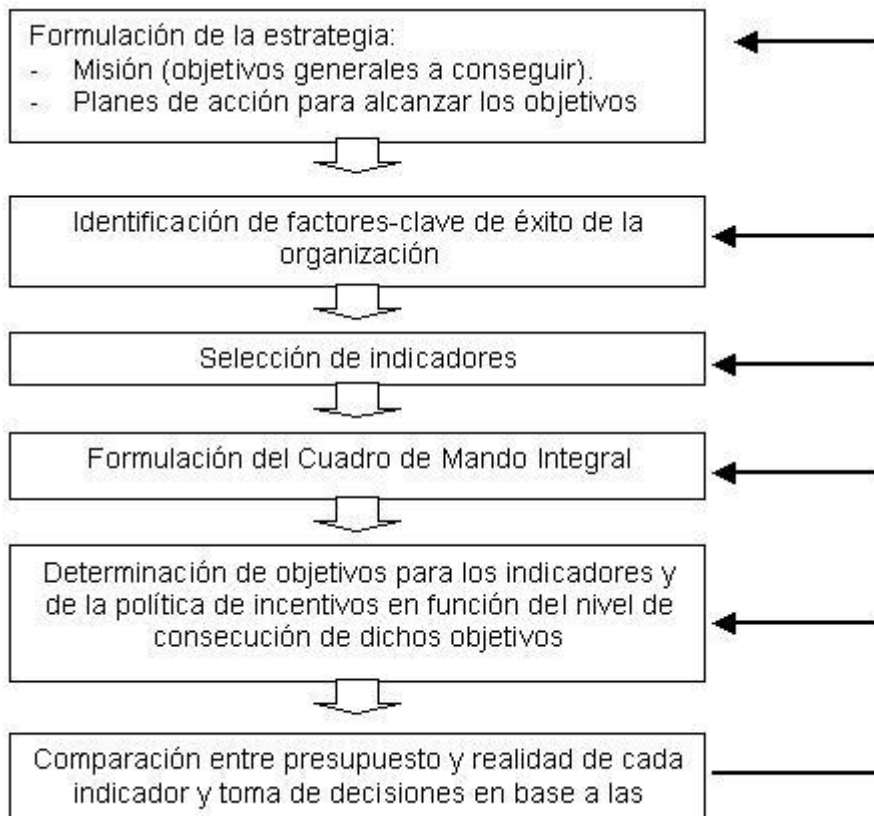 Formulación de la estrategia:
- Misión (objetivos generales a conseguir).
- Planes de acción para alcanzar los objetivos
Identificación de factores-clave de éxito de la
organización
Selección de indicadores
Formulación del Cuadro de Mando Integral
Determinación de objetivos para los indicadores y
de la política de incentivos en función del nivel de
consecución de dichos objetivos
Comparación entre presupuesto y realidad de cada
indicador y toma de decisiones en base a las